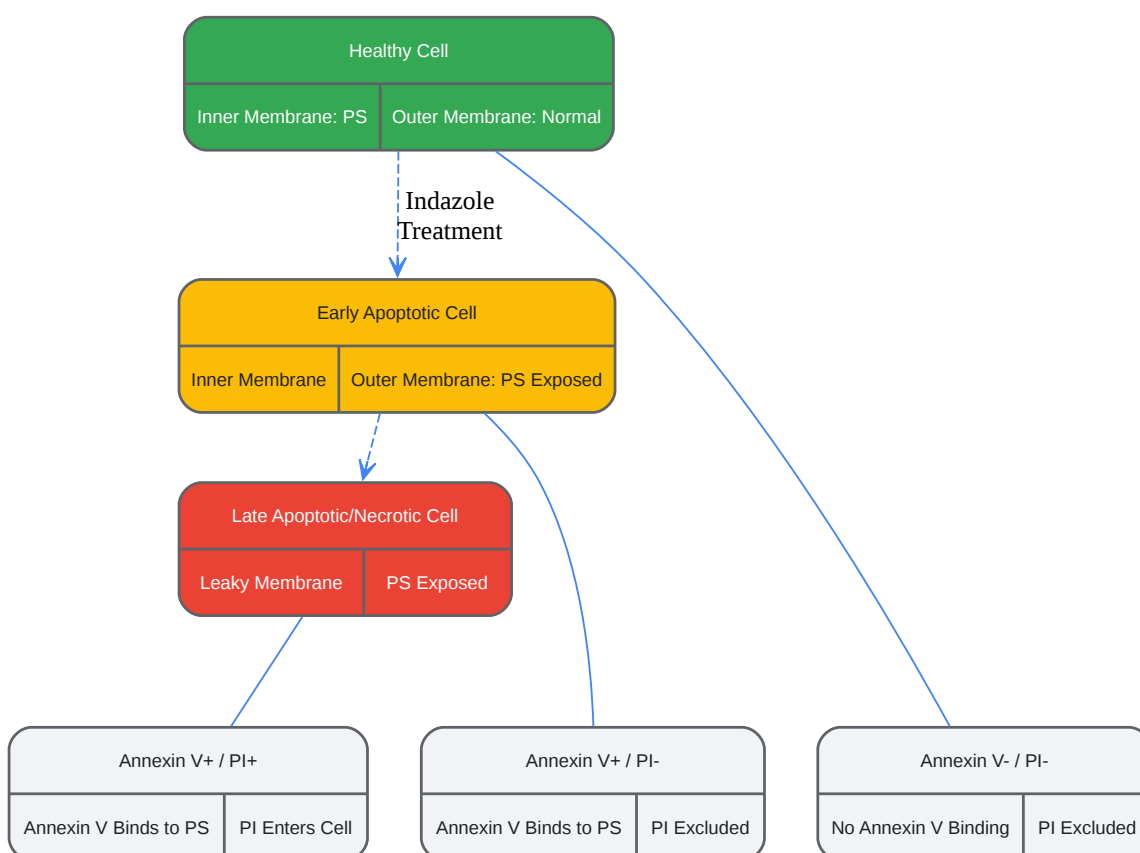 Healthy Cell
Inner Membrane: PS
Outer Membrane: Normal
Indazole
Treatment
Early Apoptotic Cell
Inner Membrane
Outer Membrane: PS Exposed
Late Apoptotic/Necrotic Cell
Leaky Membrane
PS Exposed
Annexin V+ / PI+
Annexin V Binds to PS
PI Enters Cell
Annexin V+ / PI-
Annexin V Binds to PS
PI Excluded
Annexin V- / PI-
No Annexin V Binding
PI Excluded